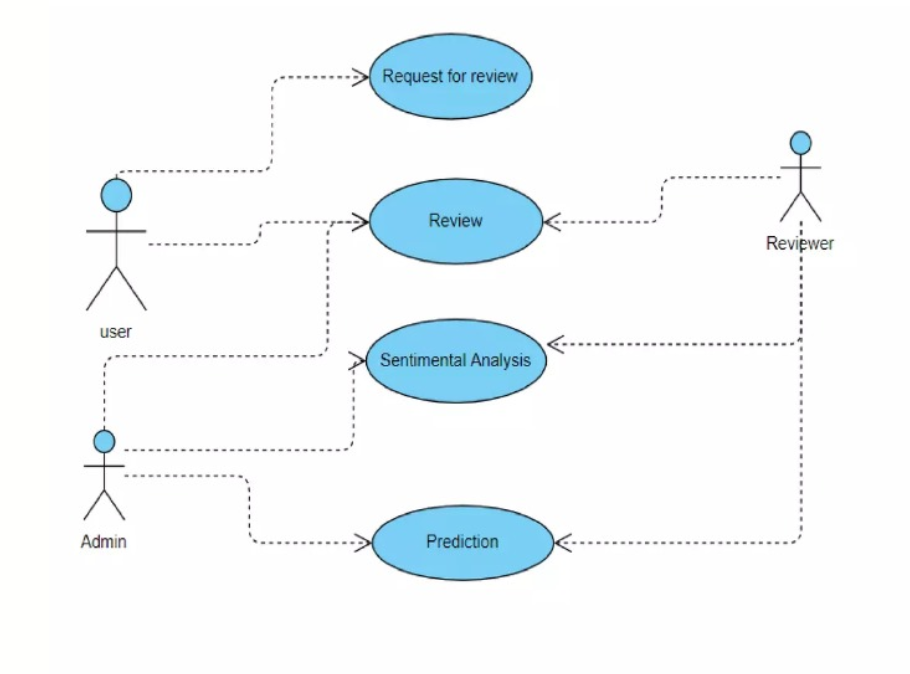 Request for review
Review
Reviewer
user
Sentimental Analysis
Admin
Prediction